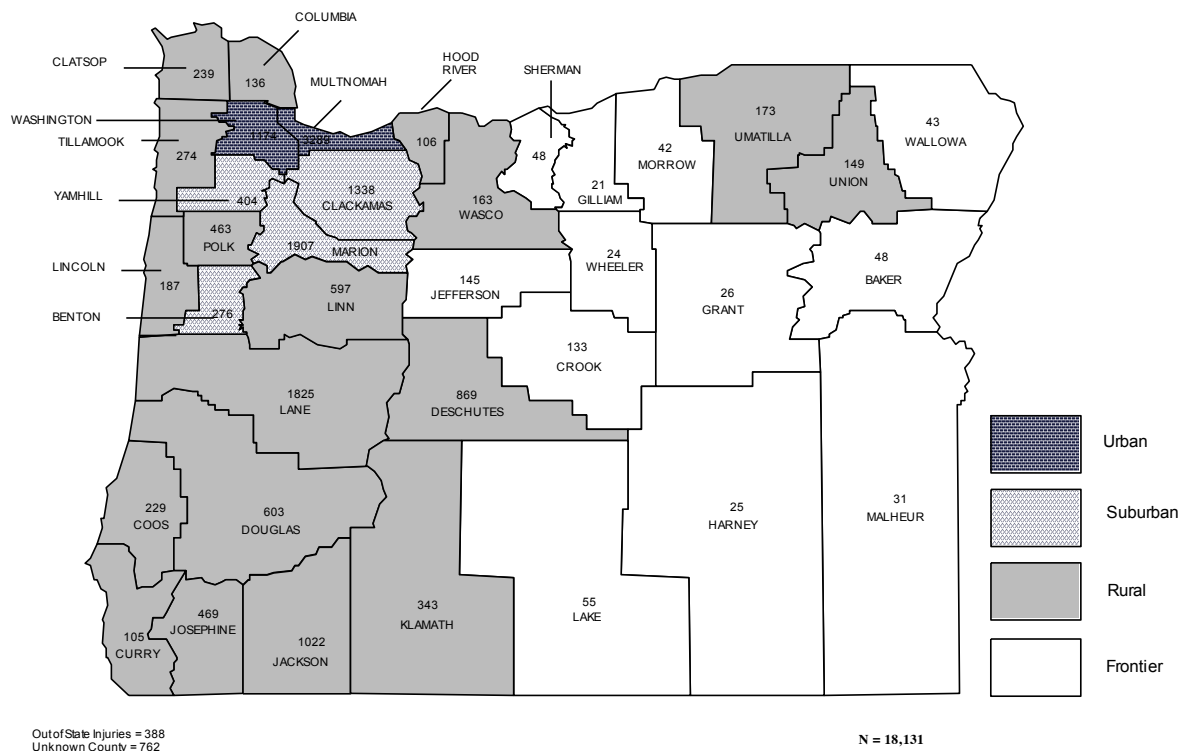 COLUMBIA
CLATSOP
239
136
HOOD
RIVER
SHERMAN
MULTNOMAH
WASHINGTON
1174
3289
TILLAMOOK
274
106
48
42
MORROW
173
UMATILLA
43
WALLOWA
149
UNION
21
GILLIAM
YAMHILL
404
1338
CLACKAMAS
163
WASCO
463
POLK
1907
MARION
24
WHEELER
48
BAKER
LINCOLN
187
145
JEFFERSON
597
LINN
26
GRANT
BENTON
276
133
CROOK
1825
LANE
869
DESCHUTES
Urban
Suburban
Rural
Frontier
229
COOS
603
DOUGLAS
25
HARNEY
31
MALHEUR
105
CURRY
469
JOSEPHINE
1022
JACKSON
343
KLAMATH
55
LAKE
Out of State Injuries = 388
Unknown County = 762
N = 18,131